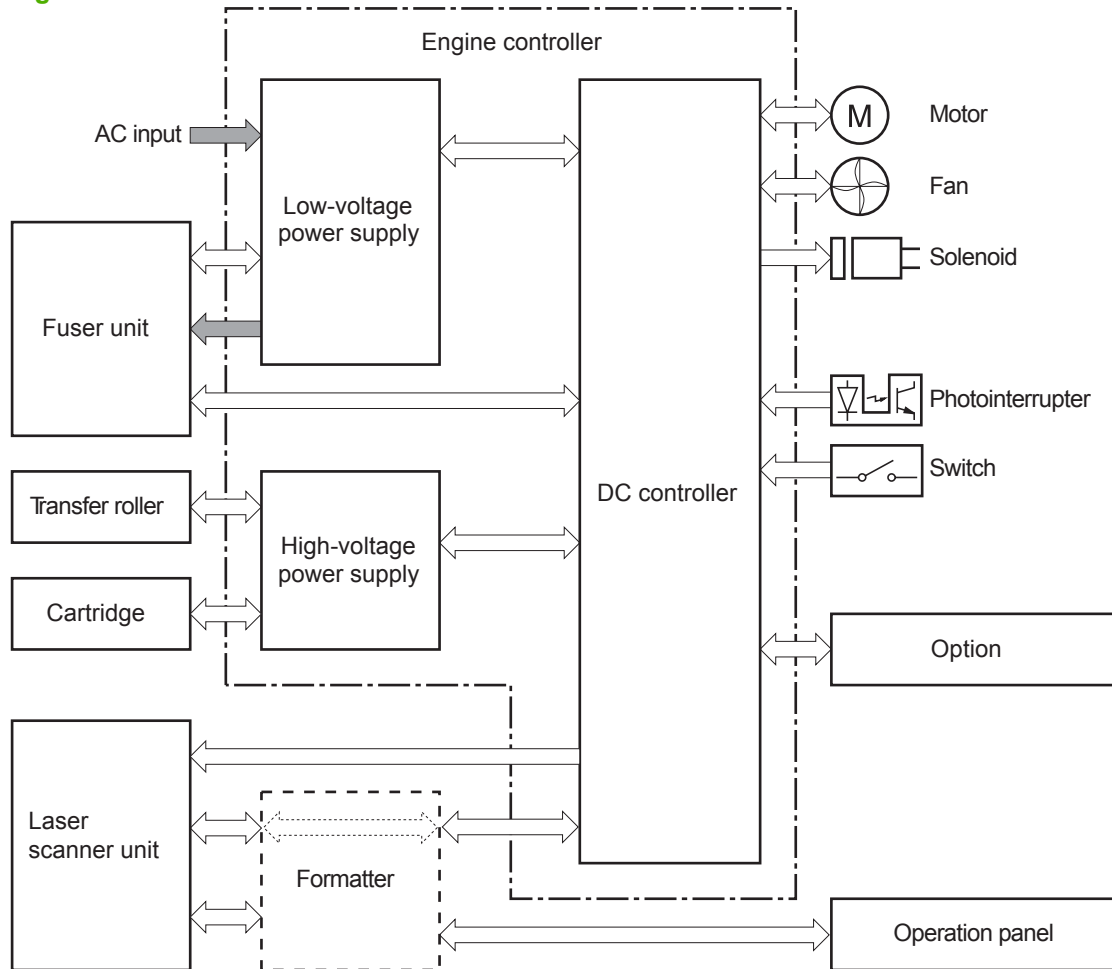 Engine controller
AC input
Low-voltage
power supply
Fuser unit
Transfer roller
Cartridge
High-voltage
power supply
DC controller
M
Motor
Fan
Solenoid
Photointerrupter
Switch
Option
Laser
scanner unit
Formatter
Operation panel